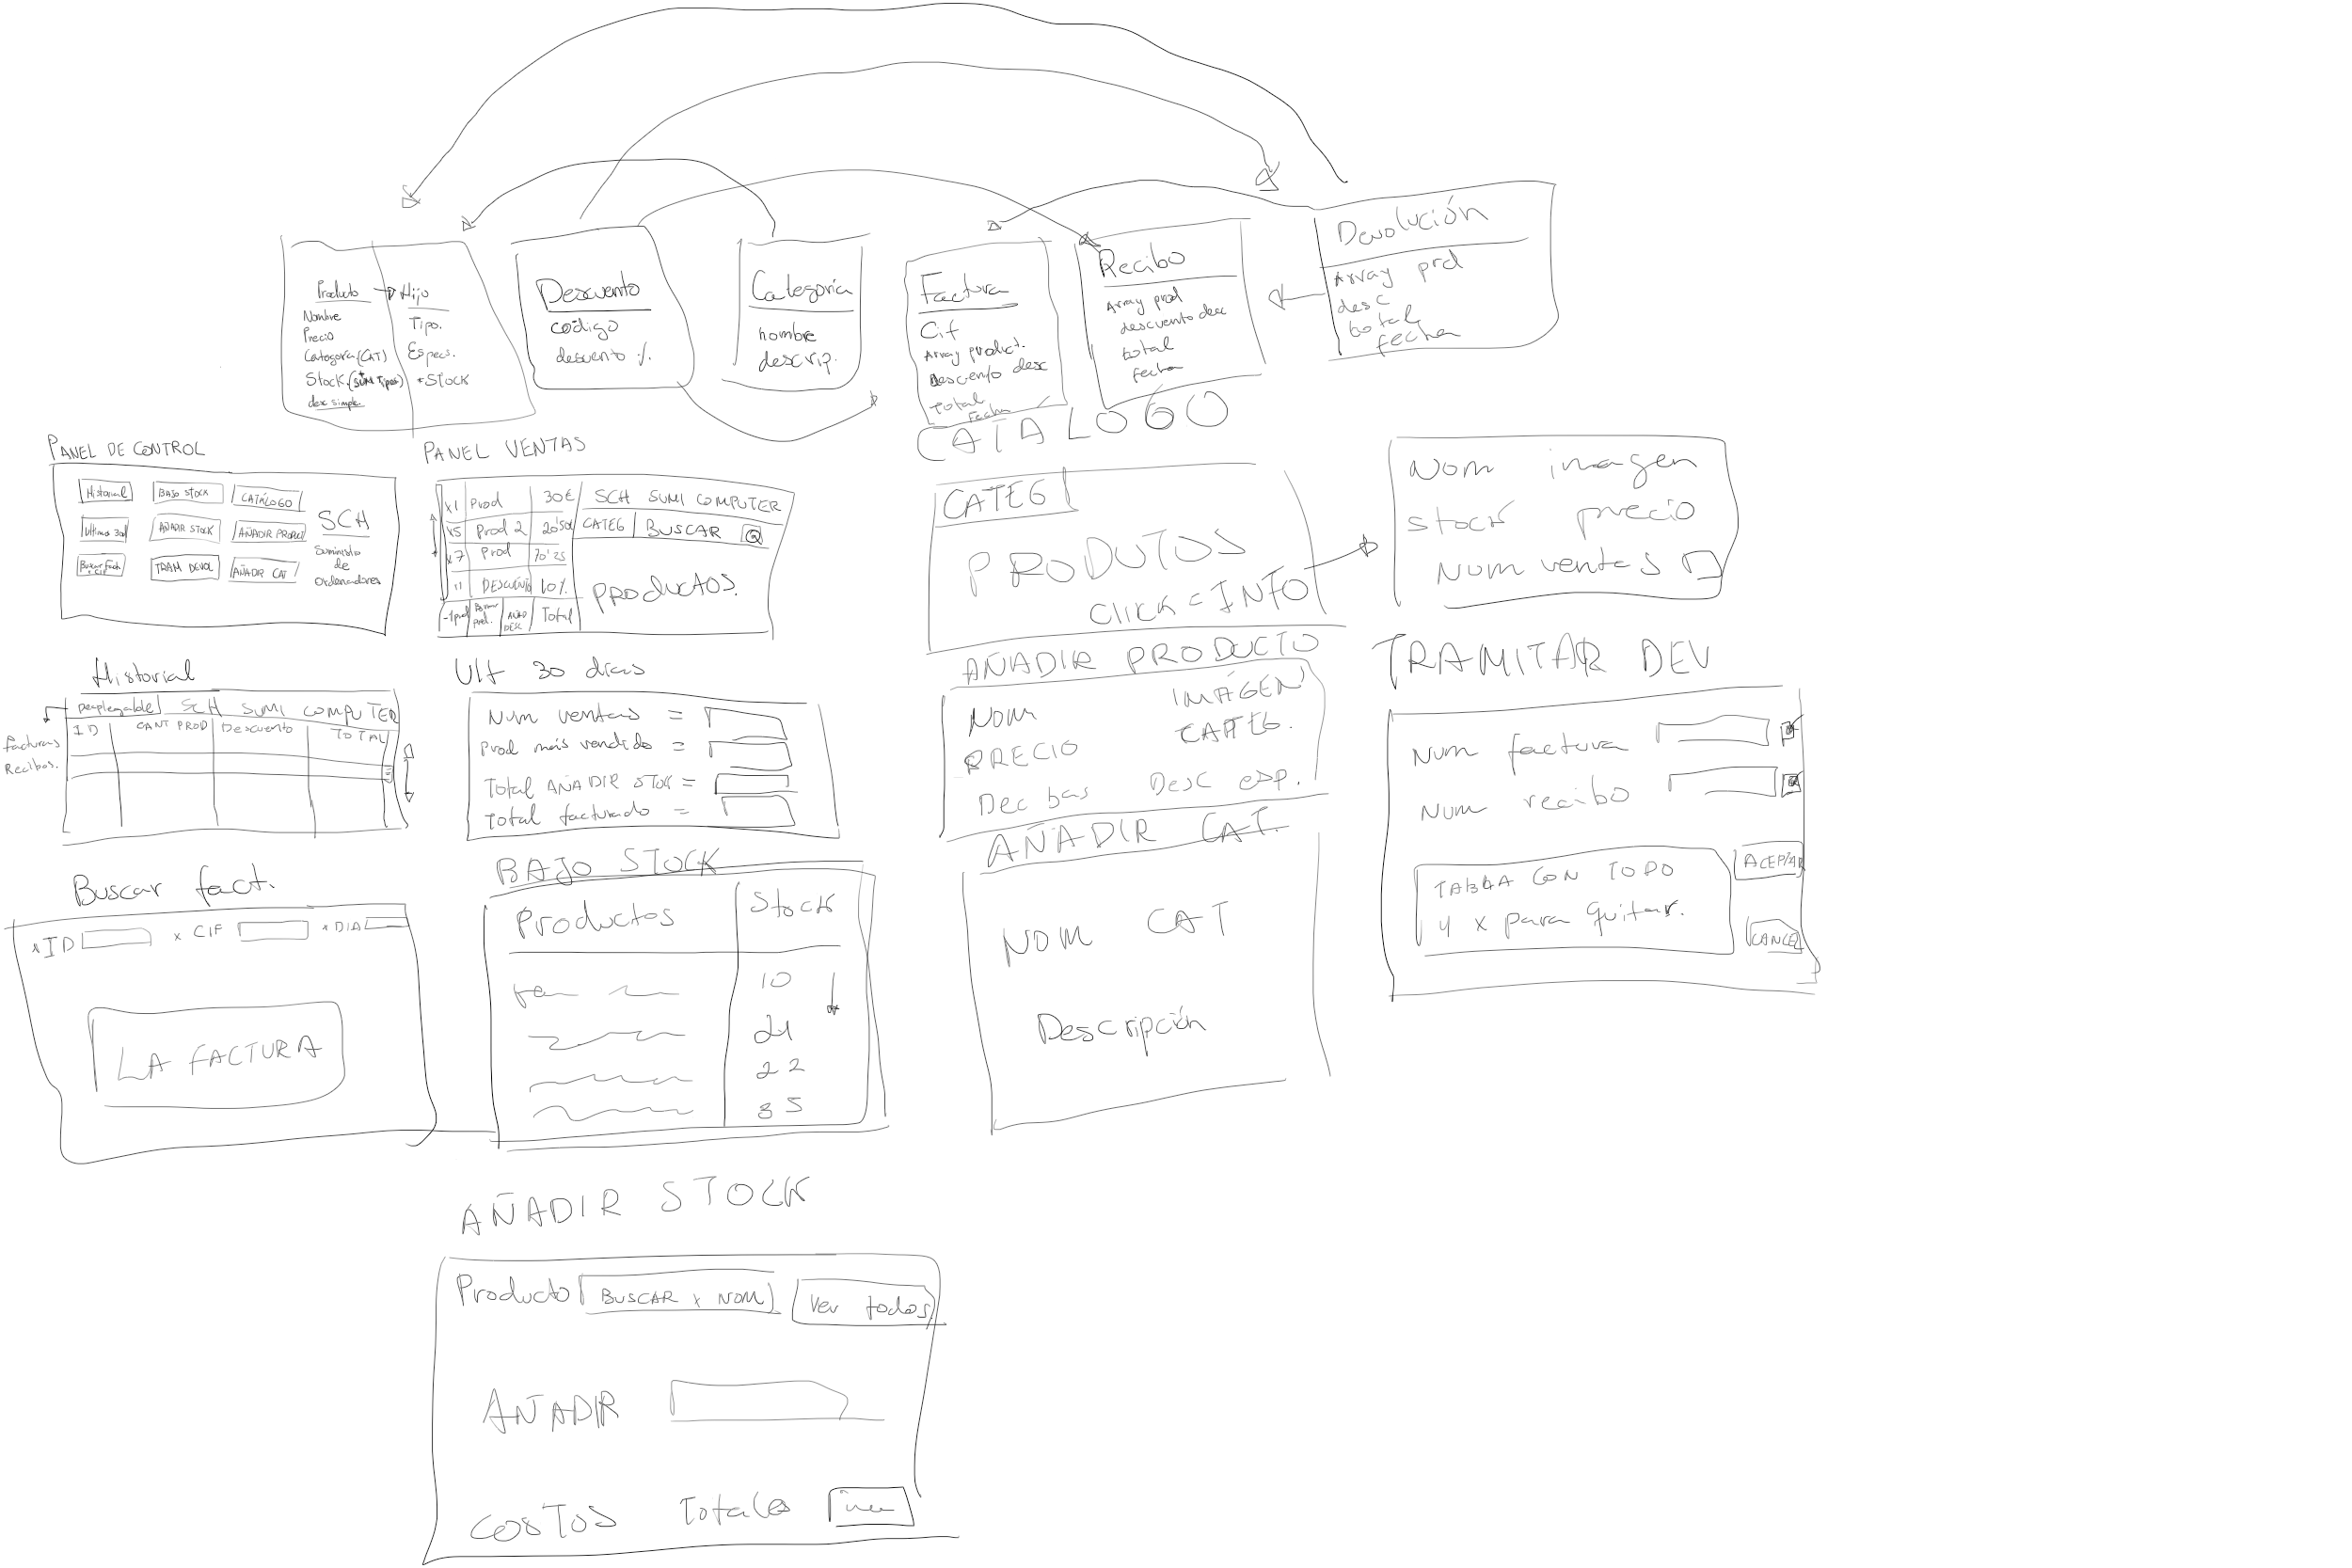 Producto → Hijo
Nombre
Precio
Categoria (CAT)
Stock (SUM Tipos)
desc simple
Tipo.
Especs.
* STOCK
Descuento
código
descuento %
Categoría
nombre
descrip.
Factura
Cif
Array product.
Descuento desc
Total
Fecha
Recibo
Array prod
descuento desc
total
fecha
Devolución
Array prd
desc
total
fecha
PANEL DE CONTROL
Historial
BAJO STOCK
CATÁLOGO
Ultimos 30d
AÑADIR STOCK
AÑADIR PRODUCT
Buscar fach
x CIF
TRAM DEVOL
AÑADIR CAT
SCH
Suministo
de
ordenadores
PANEL VENTAS
x1 Prod 30€
x5 Prod 2 20'50€
x7 Prod 70'25
11 DESCUENTO 10%
-1prod
Borrar
prod.
AÑAD
DESC
Total
SCH SUMI COMPUTER
CATEG BUSCAR
PRODUCTOS.
CATALOGO
CATEG
PRODUTOS
CLICK = INFO
Nom imagen
stock precio
Num ventas
Historial
Desplegable SCH SUMI COMPUTER
ID CANT PROD Descuento TOTAL
Facturas
Recibos.
Ult 30 dias
Num ventas =
Prod más vendido =
Total AÑADIR STOCK =
Total facturado =
AÑADIR PRODUCTO
NOM IMÁGEN
PRECIO CATEG.
Dec bas Desc esp.
TRAMITAR DEV
Num factura
Num recibo
TABLA CON TODO
Y x para quitar.
ACEPTAR
CANCEL
Buscar fact.
x ID x CIF x DIA
LA FACTURA
BAJO STOCK
Productos Stock
10
21
22
35
AÑADIR CAT.
NOM CAT
Descripción
AÑADIR STOCK
Producto BUSCAR x NOM Ver todos
AÑADIR
COSTOS Totales